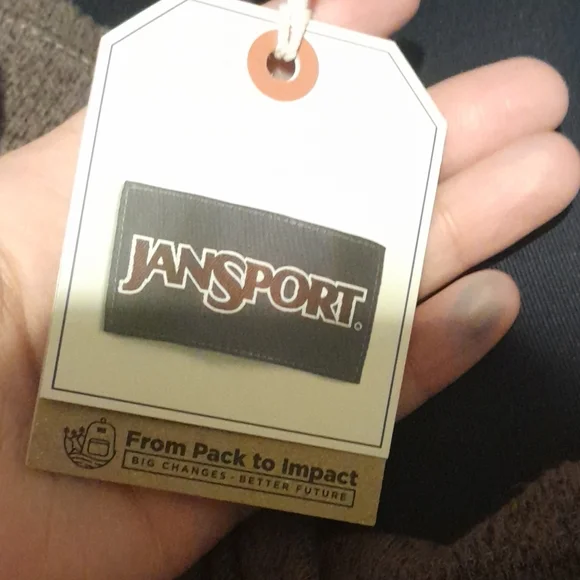 JANSPORT®
From Pack to Impact
BIG CHANGES - BETTER FUTURE